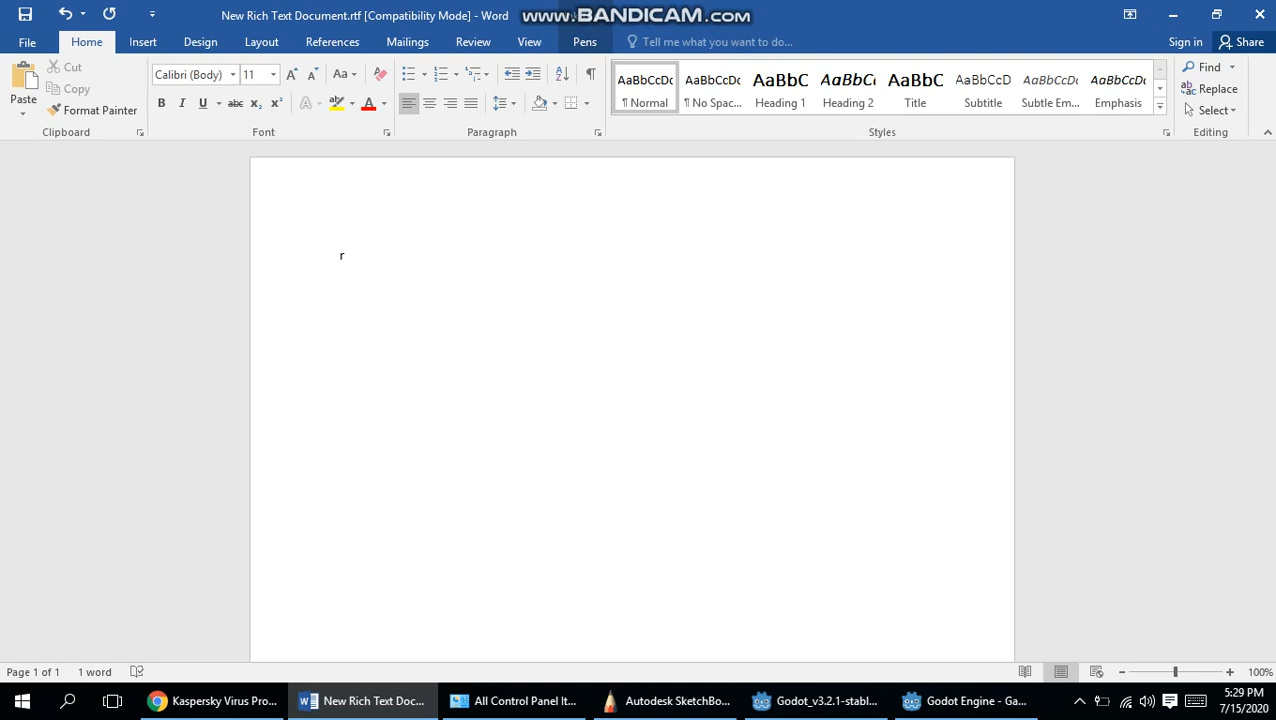 New Rich Text Document.rtf [Compatibility Mode] - Word
www.BANDICAM.com
File Home Insert Design Layout References Mailings Review View Pens Tell me what you want to do... Sign in Share
Paste
Cut
Copy
Format Painter
Clipboard
Calibri (Body) 11 Aa
B I U abc x₂ x² A aby A
Font
Paragraph
AaBbCcDc AaBbCcDc AaBbC AaBbCc AaBbC AaBbCcD AaBbCcDc AaBbCcDc
¶ Normal ¶ No Spac... Heading Heading 2 Title Subtitle Subtle Em... Emphasis
Styles
Find
Replace
Select
Editing
r
Page 1 of 1 1 word 100%
Kaspersky Virus Pro... New Rich Text Doc... All Control Panel It... Autodesk SketchBo... Godot_v3.2.1-stabl... Godot Engine - Ga...
5:29 PM
7/15/2020